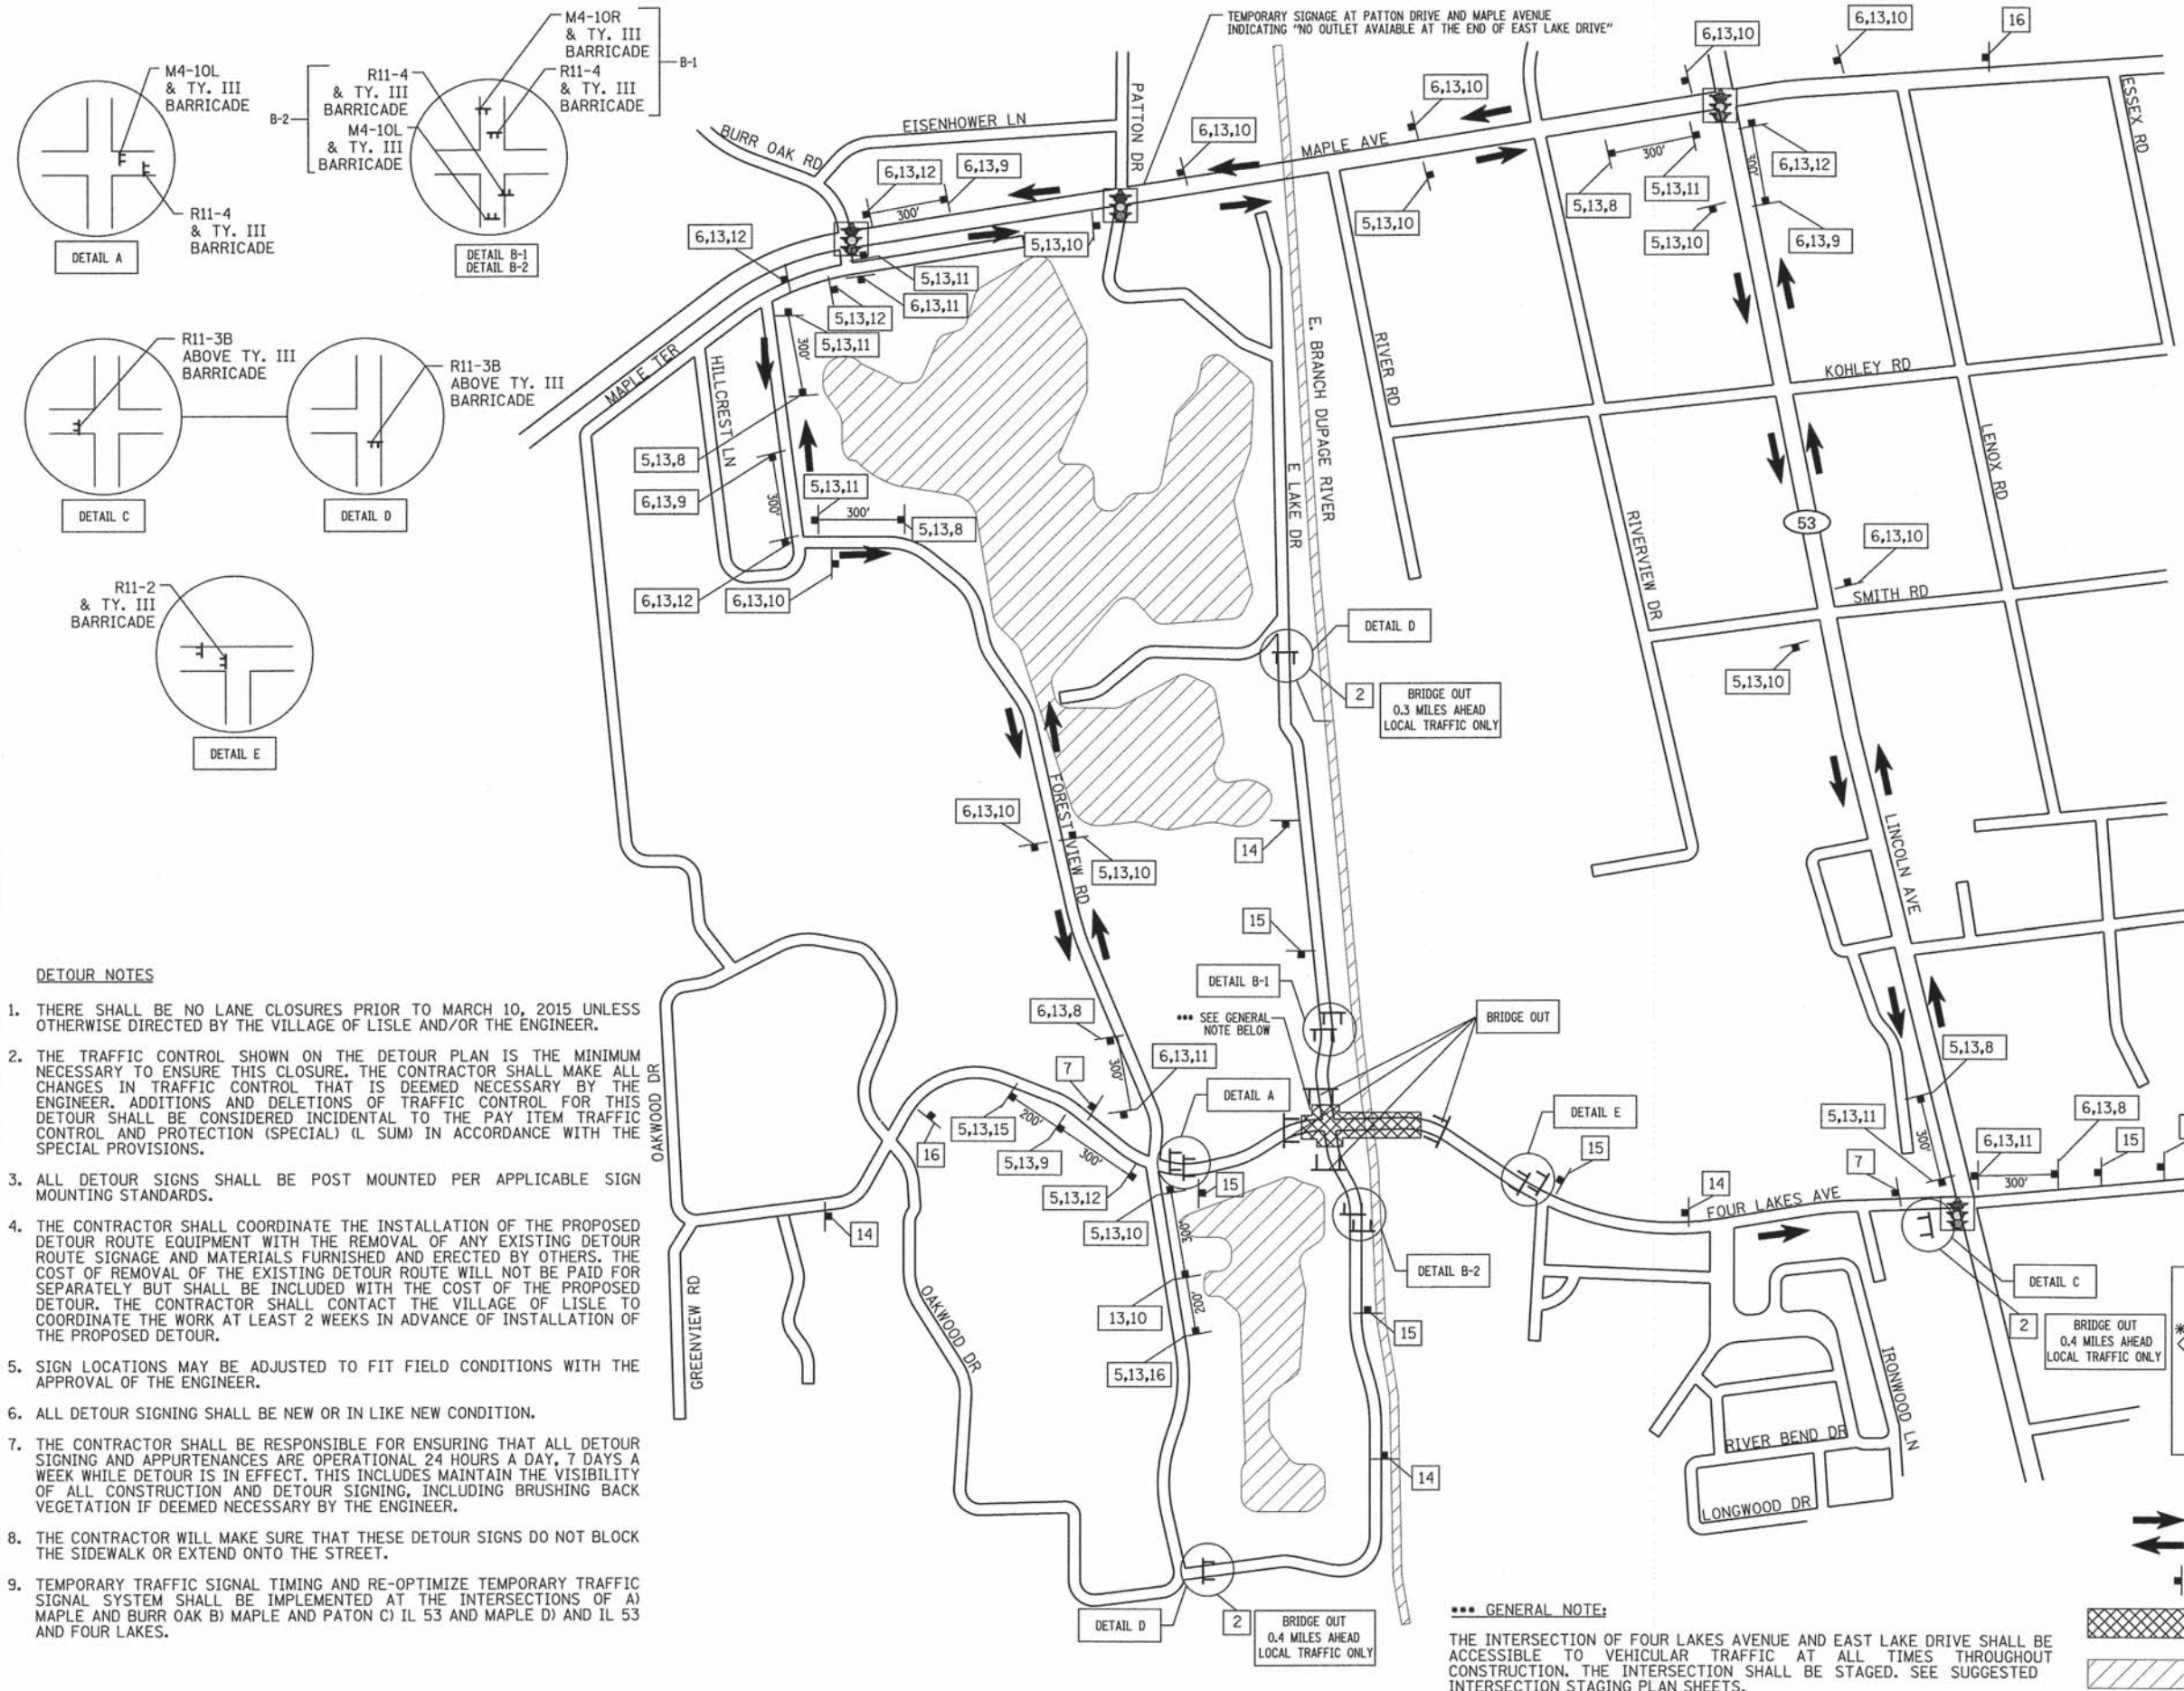 M4-10L
& TY. III
BARRICADE
R11-4
& TY. III
BARRICADE
DETAIL A
B-2
R11-4
& TY. III
BARRICADE
M4-10L
& TY. III
BARRICADE
M4-10R
& TY. III
BARRICADE
R11-4
& TY. III
BARRICADE
B-1
DETAIL B-1
DETAIL B-2
R11-3B
ABOVE TY. III
BARRICADE
DETAIL C
R11-3B
ABOVE TY. III
BARRICADE
DETAIL D
R11-2
& TY. III
BARRICADE
DETAIL E
TEMPORARY SIGNAGE AT PATTON DRIVE AND MAPLE AVENUE
INDICATING "NO OUTLET AVAIABLE AT THE END OF EAST LAKE DRIVE"
6,13,10
6,13,10
16
6,13,10
6,13,10
PATTON DR
EISENHOWER LN
BURR OAK RD
MAPLE AVE
ESSEX RD
6,13,12
6,13,9
300'
300'
300'
6,13,12
5,13,11
5,13,8
5,13,10
5,13,10
6,13,9
6,13,12
5,13,10
5,13,11
6,13,11
5,13,12
5,13,11
300'
MAPLE TER
HILLCREST LN
E. BRANCH DUPAGE RIVER
RIVER RD
KOHLEY RD
LENOX RD
5,13,8
6,13,9
300'
5,13,11
300'
5,13,8
6,13,12
6,13,10
E LAKE DR
RIVERVIEW DR
53
6,13,10
SMITH RD
5,13,10
DETAIL D
2
BRIDGE OUT
0.3 MILES AHEAD
LOCAL TRAFFIC ONLY
6,13,10
FOREST VIEW RD
5,13,10
14
LINCOLN AVE
15
DETAIL B-1
*** SEE GENERAL
NOTE BELOW
BRIDGE OUT
6,13,8
300'
7
6,13,11
DETAIL A
DETAIL E
5,13,15
200'
5,13,9
300'
5,13,12
16
15
5,13,10
300'
13,10
200'
5,13,16
14
OAKWOOD DR
GREENVIEW RD
OAKWOOD DR
15
14
FOUR LAKES AVE
7
5,13,11
5,13,8
300'
6,13,11
300'
6,13,8
15
DETAIL B-2
15
DETAIL C
2
BRIDGE OUT
0.4 MILES AHEAD
LOCAL TRAFFIC ONLY
*
IRONWOOD LN
RIVER BEND DR
LONGWOOD DR
14
DETAIL D
2
BRIDGE OUT
0.4 MILES AHEAD
LOCAL TRAFFIC ONLY
DETOUR NOTES
1. THERE SHALL BE NO LANE CLOSURES PRIOR TO MARCH 10, 2015 UNLESS
OTHERWISE DIRECTED BY THE VILLAGE OF LISLE AND/OR THE ENGINEER.
2. THE TRAFFIC CONTROL SHOWN ON THE DETOUR PLAN IS THE MINIMUM
NECESSARY TO ENSURE THIS CLOSURE. THE CONTRACTOR SHALL MAKE ALL
CHANGES IN TRAFFIC CONTROL THAT IS DEEMED NECESSARY BY THE
ENGINEER. ADDITIONS AND DELETIONS OF TRAFFIC CONTROL FOR THIS
DETOUR SHALL BE CONSIDERED INCIDENTAL TO THE PAY ITEM TRAFFIC
CONTROL AND PROTECTION (SPECIAL) (L SUM) IN ACCORDANCE WITH THE
SPECIAL PROVISIONS.
3. ALL DETOUR SIGNS SHALL BE POST MOUNTED PER APPLICABLE SIGN
MOUNTING STANDARDS.
4. THE CONTRACTOR SHALL COORDINATE THE INSTALLATION OF THE PROPOSED
DETOUR ROUTE EQUIPMENT WITH THE REMOVAL OF ANY EXISTING DETOUR
ROUTE SIGNAGE AND MATERIALS FURNISHED AND ERECTED BY OTHERS. THE
COST OF REMOVAL OF THE EXISTING DETOUR ROUTE WILL NOT BE PAID FOR
SEPARATELY BUT SHALL BE INCLUDED WITH THE COST OF THE PROPOSED
DETOUR. THE CONTRACTOR SHALL CONTACT THE VILLAGE OF LISLE TO
COORDINATE THE WORK AT LEAST 2 WEEKS IN ADVANCE OF INSTALLATION OF
THE PROPOSED DETOUR.
5. SIGN LOCATIONS MAY BE ADJUSTED TO FIT FIELD CONDITIONS WITH THE
APPROVAL OF THE ENGINEER.
6. ALL DETOUR SIGNING SHALL BE NEW OR IN LIKE NEW CONDITION.
7. THE CONTRACTOR SHALL BE RESPONSIBLE FOR ENSURING THAT ALL DETOUR
SIGNING AND APPURTENANCES ARE OPERATIONAL 24 HOURS A DAY, 7 DAYS A
WEEK WHILE DETOUR IS IN EFFECT. THIS INCLUDES MAINTAIN THE VISIBILITY
OF ALL CONSTRUCTION AND DETOUR SIGNING, INCLUDING BRUSHING BACK
VEGETATION IF DEEMED NECESSARY BY THE ENGINEER.
8. THE CONTRACTOR WILL MAKE SURE THAT THESE DETOUR SIGNS DO NOT BLOCK
THE SIDEWALK OR EXTEND ONTO THE STREET.
9. TEMPORARY TRAFFIC SIGNAL TIMING AND RE-OPTIMIZE TEMPORARY TRAFFIC
SIGNAL SYSTEM SHALL BE IMPLEMENTED AT THE INTERSECTIONS OF A)
MAPLE AND BURR OAK B) MAPLE AND PATON C) IL 53 AND MAPLE D) AND IL 53
AND FOUR LAKES.
*** GENERAL NOTE:
THE INTERSECTION OF FOUR LAKES AVENUE AND EAST LAKE DRIVE SHALL BE
ACCESSIBLE TO VEHICULAR TRAFFIC AT ALL TIMES THROUGHOUT
CONSTRUCTION. THE INTERSECTION SHALL BE STAGED. SEE SUGGESTED
INTERSECTION STAGING PLAN SHEETS.